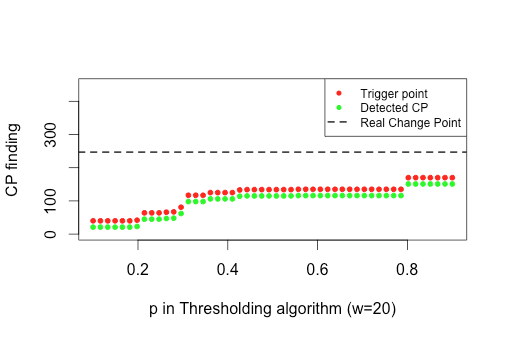 Trigger point
Detected CP
Real Change Point
CP finding
0 100 300
0.2 0.4 0.6 0.8
p in Thresholding algorithm (w=20)